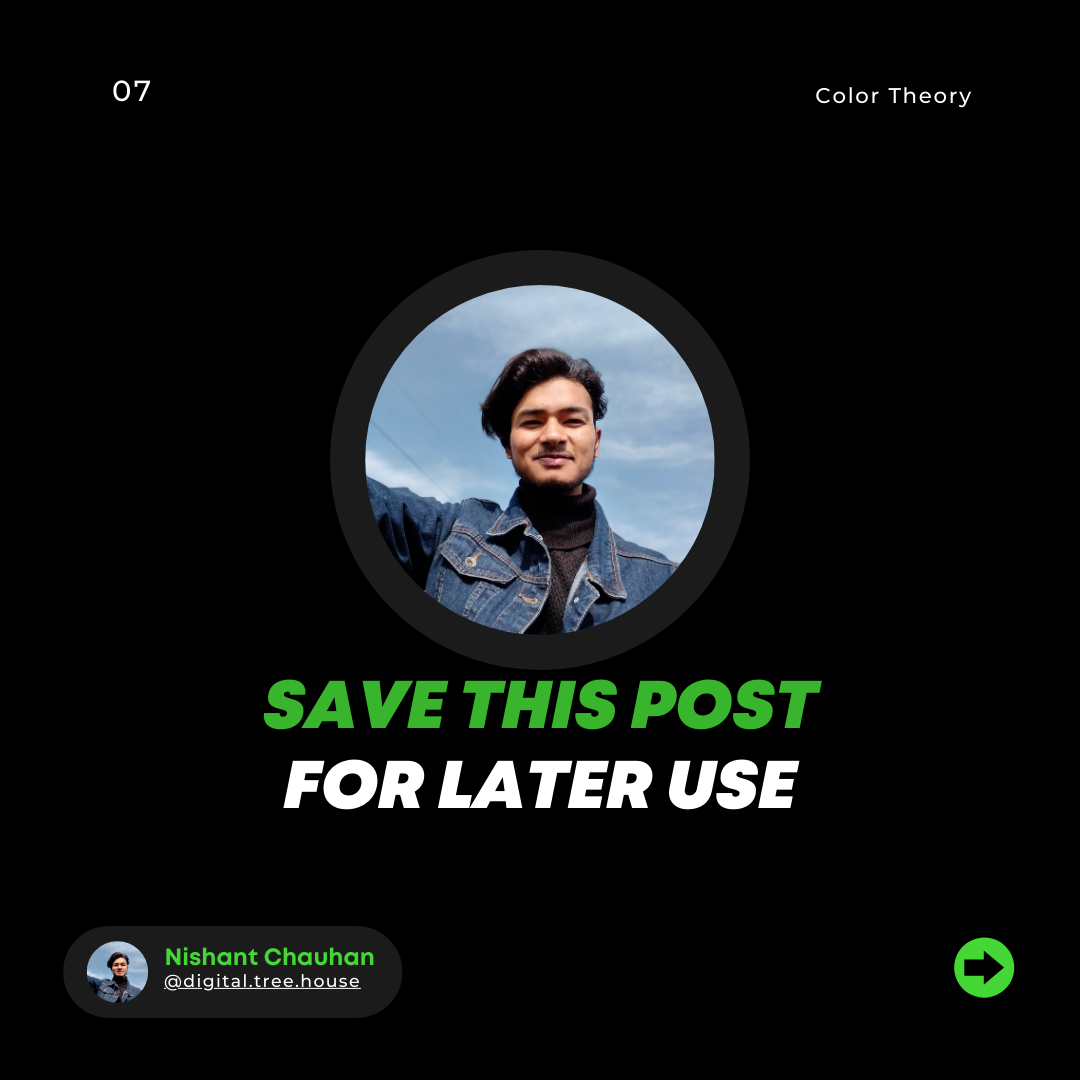 07
Color Theory
SAVE THIS POST
FOR LATER USE
Nishant Chauhan
@digital.tree.house